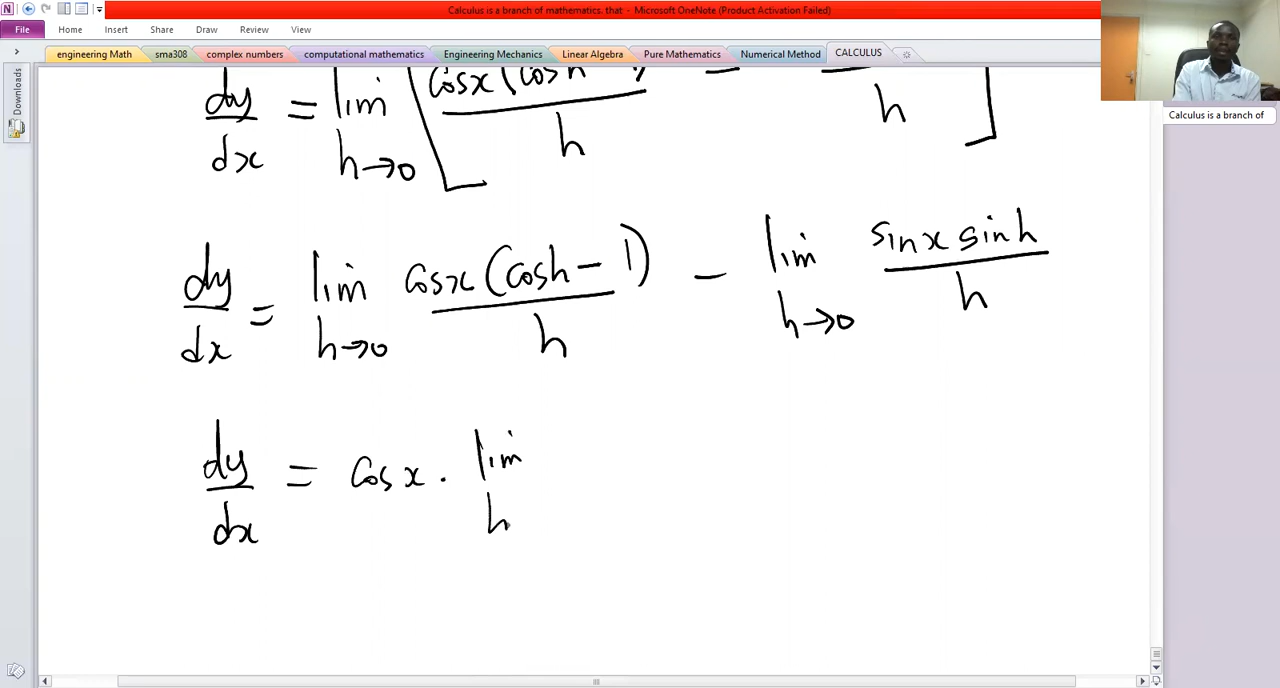 Calculus is a branch of mathematics. that - Microsoft OneNote (Product Activation Failed)
File Home Insert Share Draw Review View
engineering Math sma308 complex numbers computational mathematics Engineering Mechanics Linear Algebra Pure Mathematics Numerical Method CALCULUS
Downloads
Calculus is a branch of
dy/dx = lim h→0 [cosx(cosh /h − /h]
dy/dx = lim h→0 cosx(cosh − 1)/h − lim h→0 sinx sinh/h
dy/dx = cosx . lim h